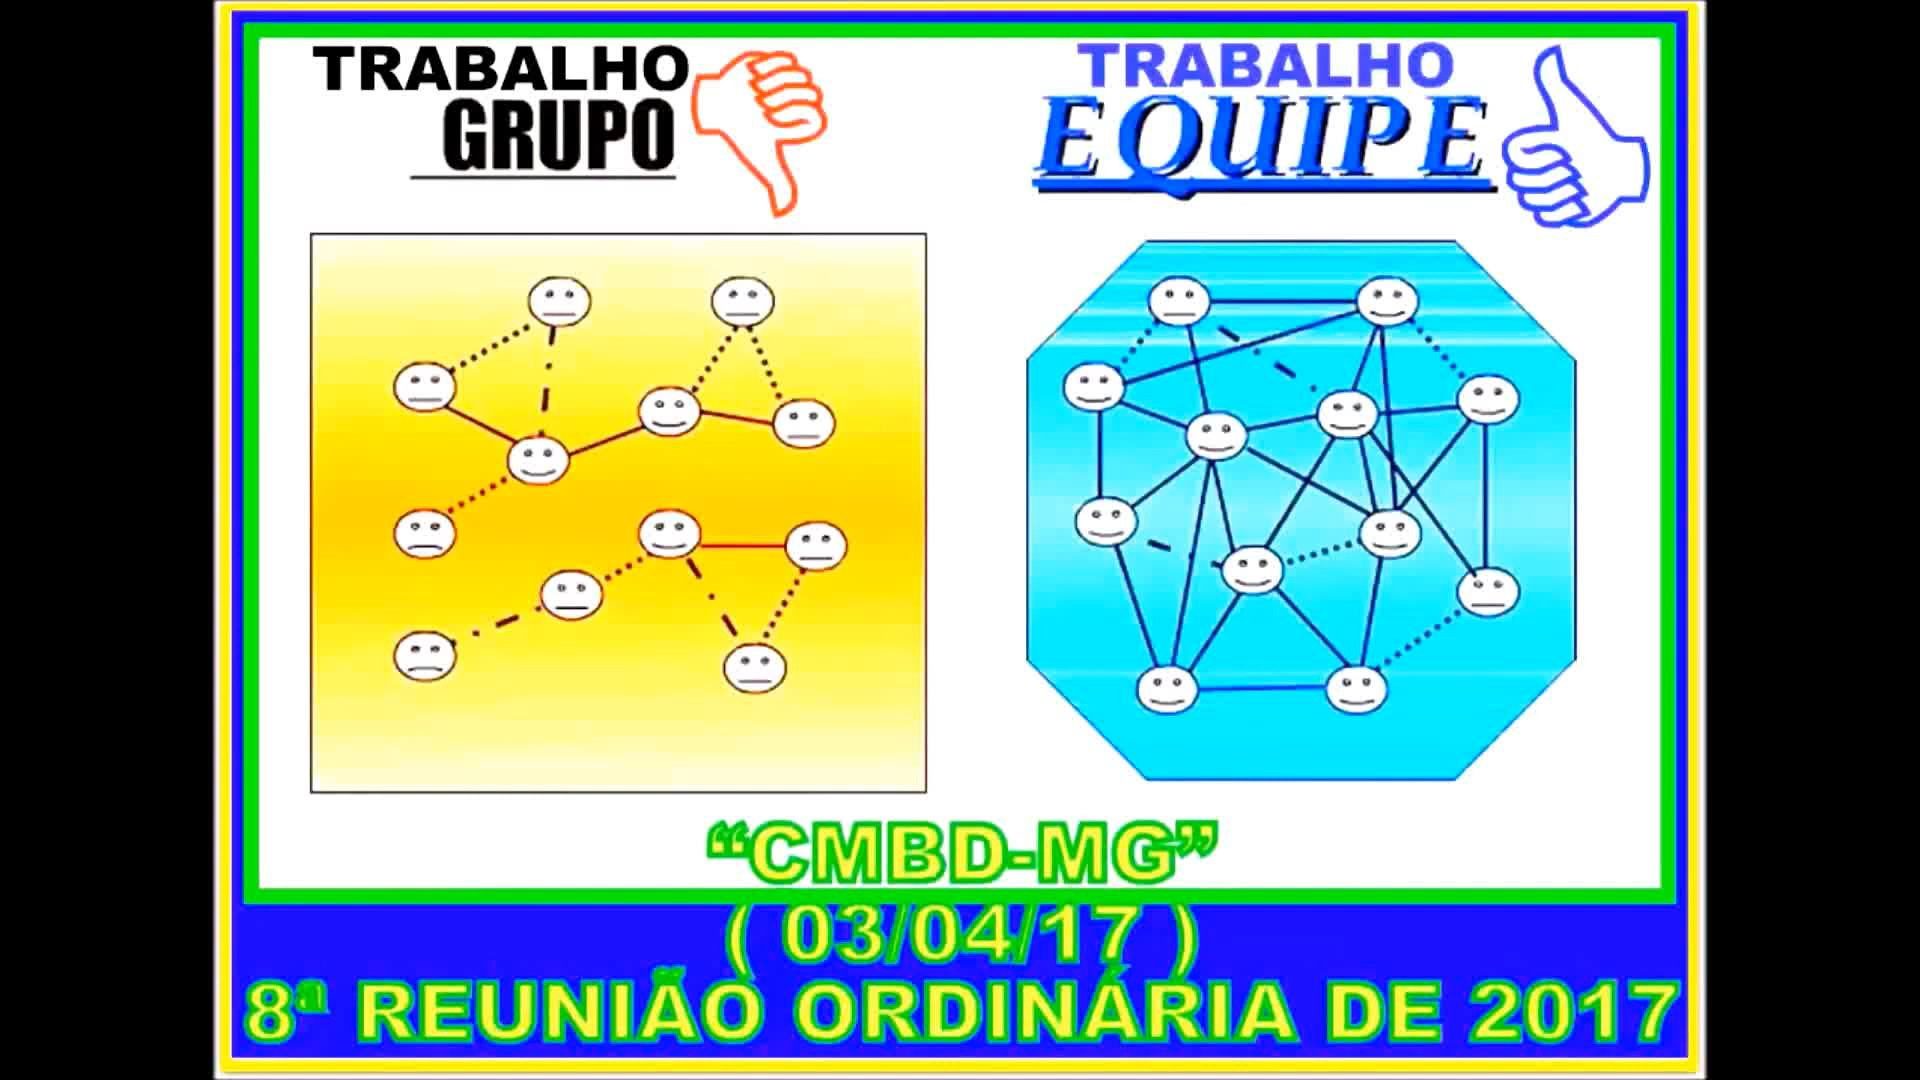 TRABALHO
GRUPO
TRABALHO
EQUIPE
“CMBD-MG”
( 03/04/17 )
8ª REUNIÃO ORDINÁRIA DE 2017